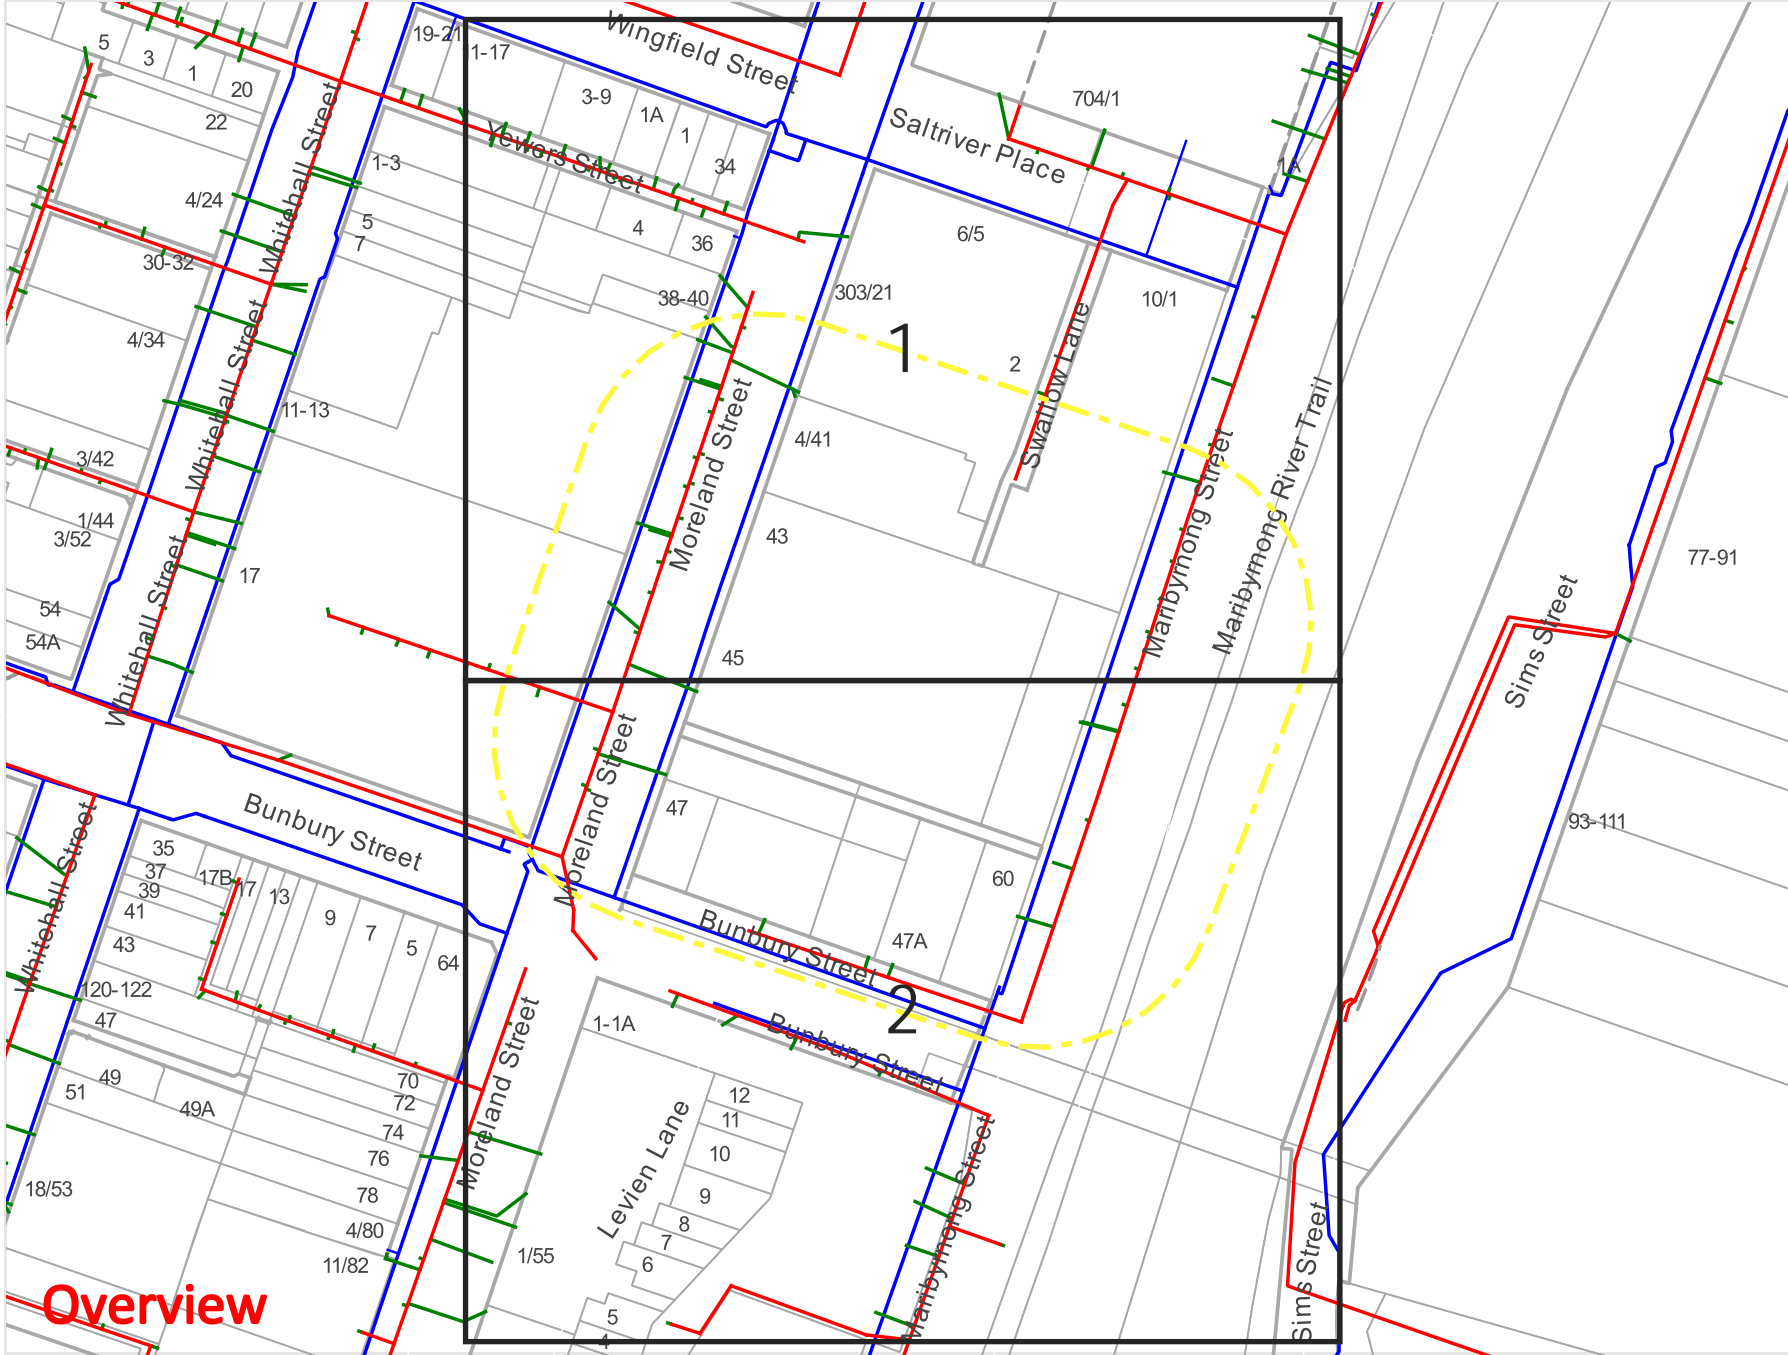 Wingfield Street
19-21
11-17
5
3
1
20
22
3-9
1A
1
34
704/1
Saltriver Place
Yewers Street
1A
Whitehall Street
1-3
4/24
5
7
4
36
6/5
30-32
38-40
303/21
10/1
4/34
1
2
Swallow Lane
Whitehall Street
11-13
Moreland Street
4/41
Maribyrnong Street
Maribyrnong River Trail
3/42
1/44
3/52
43
77-91
17
54
54A
Whitehall Street
45
Sims Street
Moreland Street
47
93-111
Bunbury Street
35
37
39
41
43
17B
17
13
9
7
5
64
60
Whitehall Street
47A
Bunbury Street
120-122
47
2
1-1A
Bunbury Street
Moreland Street
49
51
49A
70
72
74
76
78
4/80
11/82
12
11
10
9
8
7
6
5
4
Levien Lane
Maribyrnong Street
18/53
1/55
Sims Street
Overview